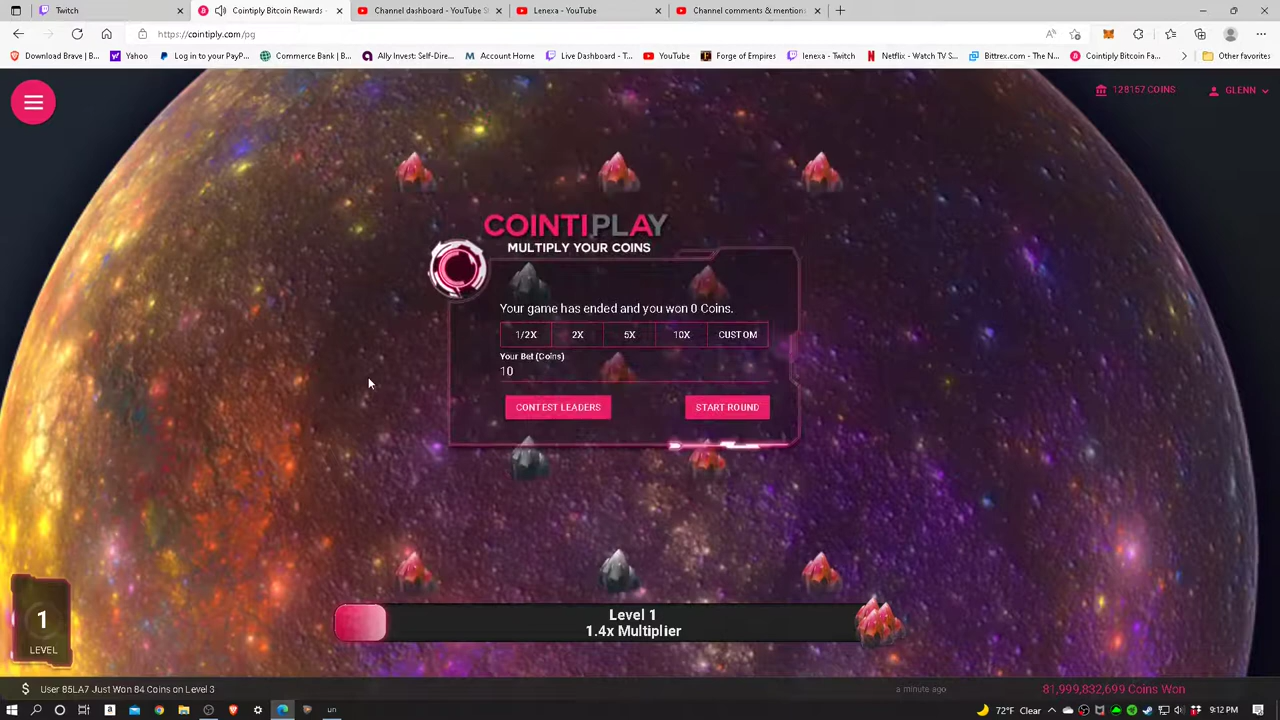 Twitch
Cointiply Bitcoin Rewards -
Channel dashboard - YouTube S
Lenexa - YouTube
Channel comments & mention
https://cointiply.com/pg
Download Brave | B...
Yahoo
Log in to your PayP...
Commerce Bank | B...
Ally Invest: Self-Dire...
Account Home
Live Dashboard - T...
YouTube
Forge of Empires
lenexa - Twitch
Netflix - Watch TV S...
Bittrex.com - The N...
Cointiply Bitcoin Fa...
Other favorites
128157 COINS
GLENN
COINTIPLAY
MULTIPLY YOUR COINS
Your game has ended and you won 0 Coins.
1/2X 2X 5X 10X CUSTOM
Your Bet (Coins)
10
CONTEST LEADERS START ROUND
Level 1
1.4x Multiplier
1
LEVEL
$ User 85LA7 Just Won 84 Coins on Level 3
a minute ago
81,999,832,699 Coins Won
un
72°F Clear
9:12 PM